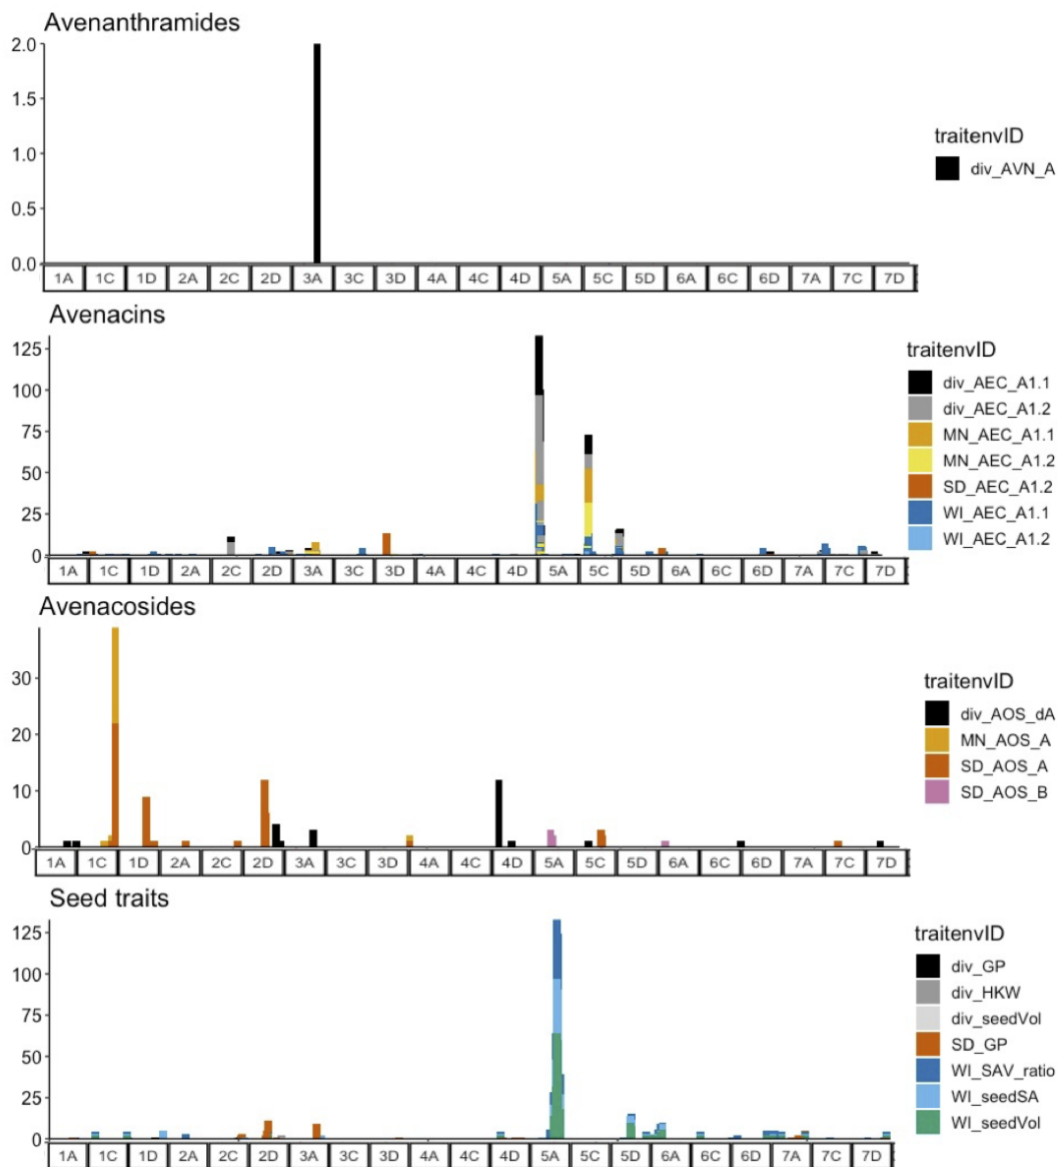 Avenanthramides
2.0
1.5
1.0
0.5
0.0
1A 1C 1D 2A 2C 2D 3A 3C 3D 4A 4C 4D 5A 5C 5D 6A 6C 6D 7A 7C 7D
traitenvID
div_AVN_A
Avenacins
125
100
75
50
25
0
1A 1C 1D 2A 2C 2D 3A 3C 3D 4A 4C 4D 5A 5C 5D 6A 6C 6D 7A 7C 7D
traitenvID
div_AEC_A1.1
div_AEC_A1.2
MN_AEC_A1.1
MN_AEC_A1.2
SD_AEC_A1.2
WI_AEC_A1.1
WI_AEC_A1.2
Avenacosides
30
20
10
0
1A 1C 1D 2A 2C 2D 3A 3C 3D 4A 4C 4D 5A 5C 5D 6A 6C 6D 7A 7C 7D
traitenvID
div_AOS_dA
MN_AOS_A
SD_AOS_A
SD_AOS_B
Seed traits
125
100
75
50
25
0
1A 1C 1D 2A 2C 2D 3A 3C 3D 4A 4C 4D 5A 5C 5D 6A 6C 6D 7A 7C 7D
traitenvID
div_GP
div_HKW
div_seedVol
SD_GP
WI_SAV_ratio
WI_seedSA
WI_seedVol